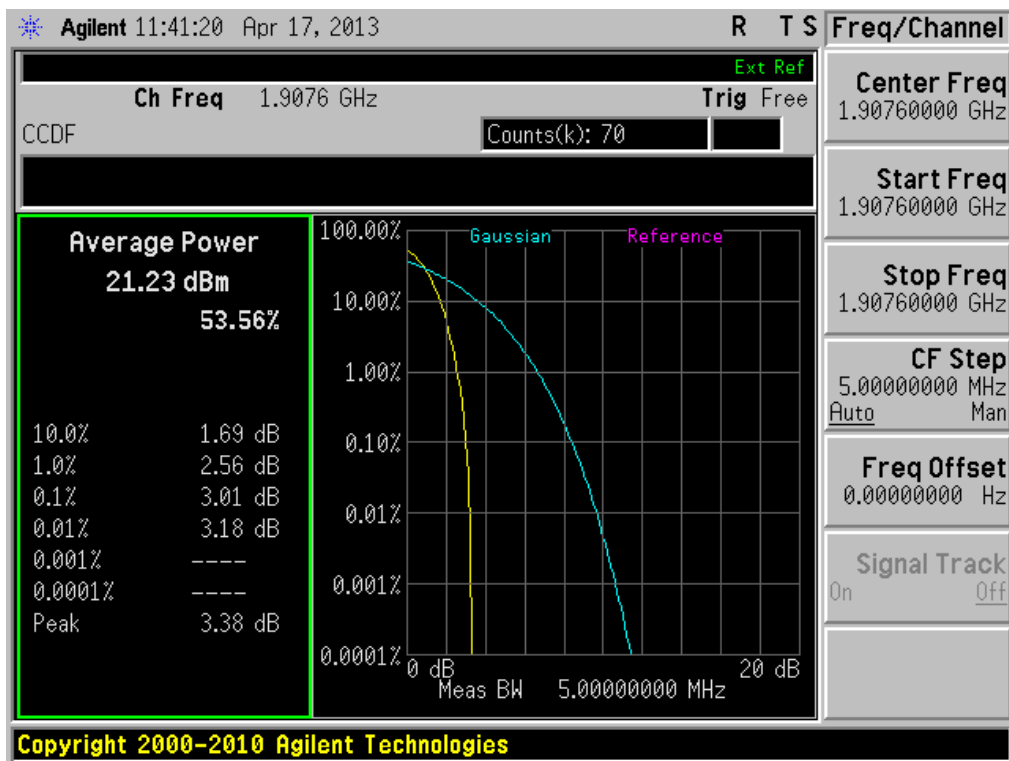 Agilent 11:41:20 Apr 17, 2013 R T S
Freq/Channel
Ext Ref
Ch Freq 1.9076 GHz Trig Free
CCDF Counts(k): 70
Average Power
21.23 dBm
53.56%
10.0% 1.69 dB
1.0% 2.56 dB
0.1% 3.01 dB
0.01% 3.18 dB
0.001% ----
0.0001% ----
Peak 3.38 dB
Gaussian Reference
100.00%
10.00%
1.00%
0.10%
0.01%
0.001%
0.0001%
0 dB 20 dB
Meas BW 5.00000000 MHz
Center Freq
1.90760000 GHz
Start Freq
1.90760000 GHz
Stop Freq
1.90760000 GHz
CF Step
5.00000000 MHz
Auto Man
Freq Offset
0.00000000 Hz
Signal Track
On Off
Copyright 2000-2010 Agilent Technologies